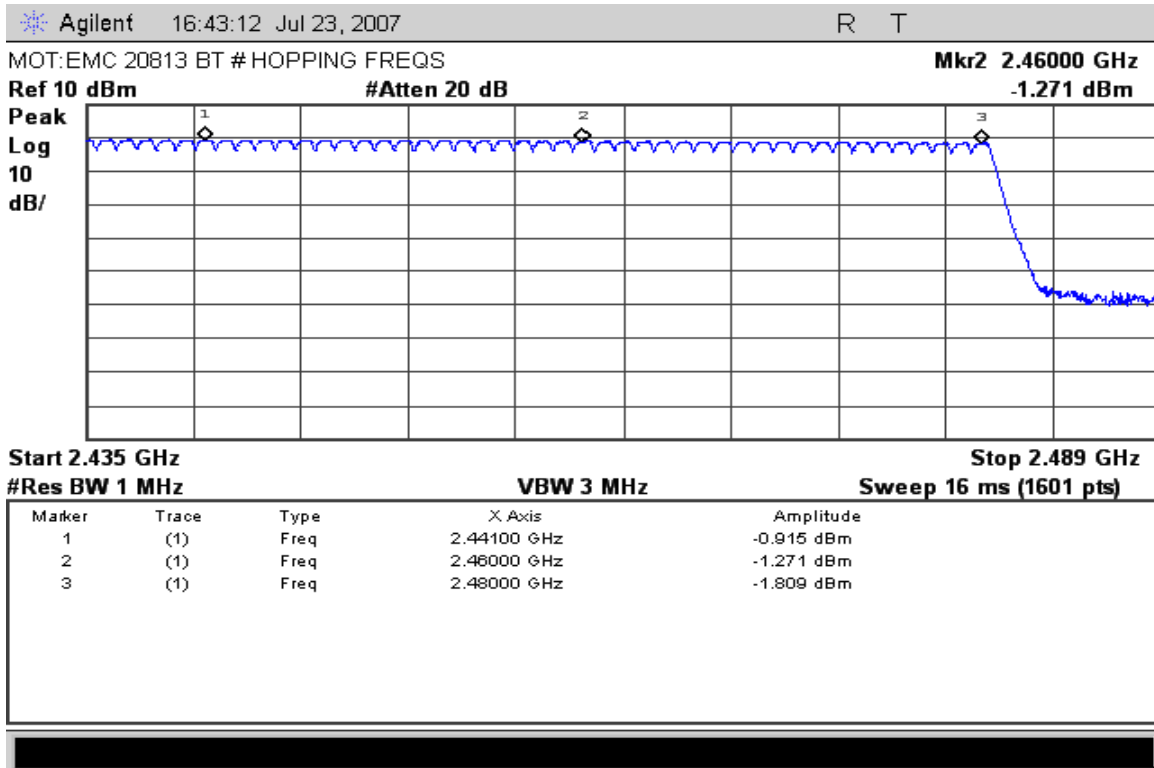 Agilent 16:43:12 Jul 23, 2007 R T
MOT:EMC 20813 BT # HOPPING FREQS Mkr2 2.46000 GHz
Ref 10 dBm #Atten 20 dB -1.271 dBm
Peak
Log
10
dB/
1 2 3
Start 2.435 GHz Stop 2.489 GHz
#Res BW 1 MHz VBW 3 MHz Sweep 16 ms (1601 pts)
Marker Trace Type X Axis Amplitude
1 (1) Freq 2.44100 GHz -0.915 dBm
2 (1) Freq 2.46000 GHz -1.271 dBm
3 (1) Freq 2.48000 GHz -1.809 dBm